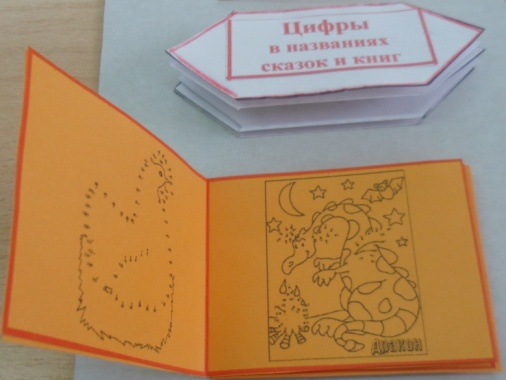 Цифры
в названиях
сказок и книг
Дракон